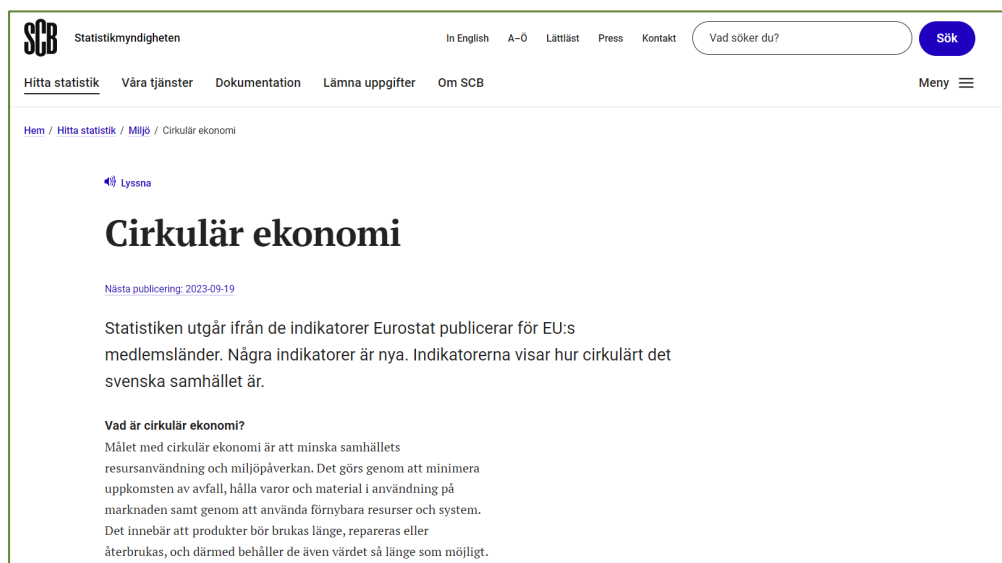 SCB Statistikmyndigheten
In English A–Ö Lättläst Press Kontakt Vad söker du? Sök
Hitta statistik Våra tjänster Dokumentation Lämna uppgifter Om SCB Meny
Hem / Hitta statistik / Miljö / Cirkulär ekonomi
Lyssna
Cirkulär ekonomi
Nästa publicering: 2023-09-19
Statistiken utgår ifrån de indikatorer Eurostat publicerar för EU:s
medlemsländer. Några indikatorer är nya. Indikatorerna visar hur cirkulärt det
svenska samhället är.
Vad är cirkulär ekonomi?
Målet med cirkulär ekonomi är att minska samhällets
resursanvändning och miljöpåverkan. Det görs genom att minimera
uppkomsten av avfall, hålla varor och material i användning på
marknaden samt genom att använda förnybara resurser och system.
Det innebär att produkter bör brukas länge, repareras eller
återbrukas, och därmed behåller de även värdet så länge som möjligt.